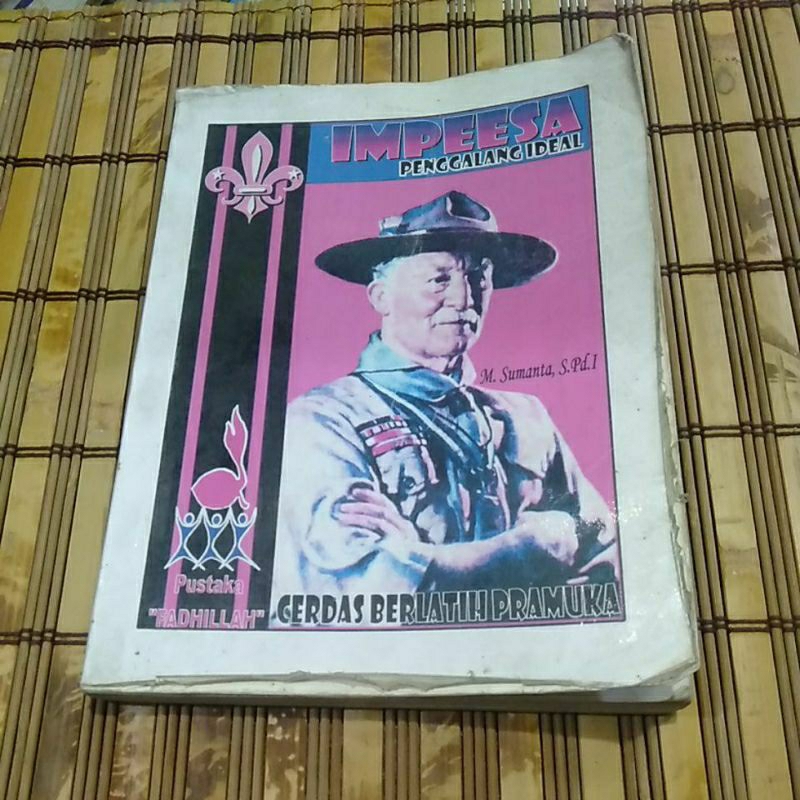 IMPEESA
PENGGALANG IDEAL
M. Sumanta, S.Pd.I
Pustaka
"FADHILLAH"
CERDAS BERLATIH PRAMUKA